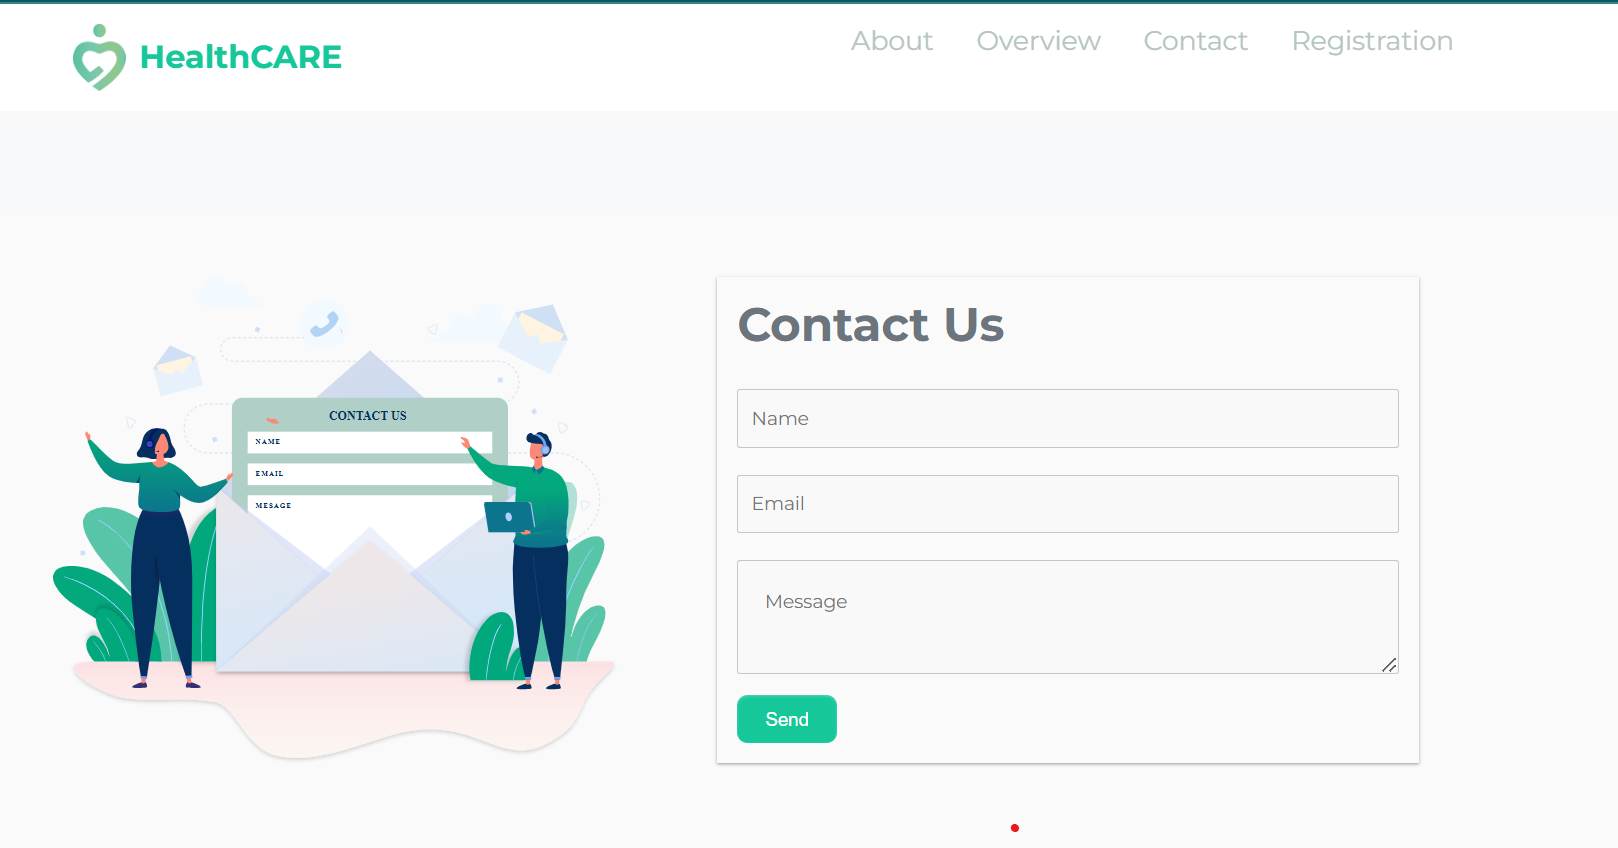 HealthCARE
About Overview Contact Registration
CONTACT US
NAME
EMAIL
MESAGE
Contact Us
Name
Email
Message
Send